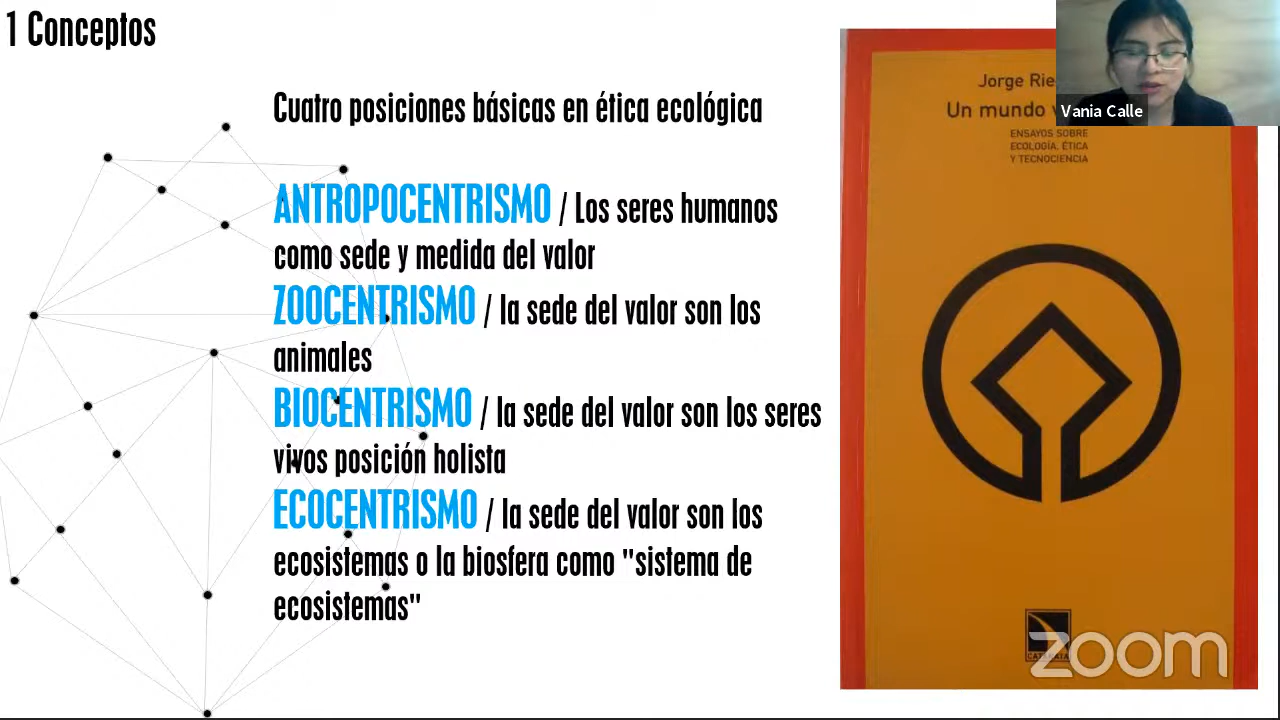 1 Conceptos
Cuatro posiciones básicas en ética ecológica
ANTROPOCENTRISMO / Los seres humanos
como sede y medida del valor
ZOOCENTRISMO / la sede del valor son los
animales
BIOCENTRISMO / la sede del valor son los seres
vivos posición holista
ECOCENTRISMO / la sede del valor son los
ecosistemas o la biosfera como "sistema de
ecosistemas"
Jorge
Un mundo
ENSAYOS SOBRE
ECOLOGÍA, ÉTICA
Y TECNOCIENCIA
Vania Calle
zoom